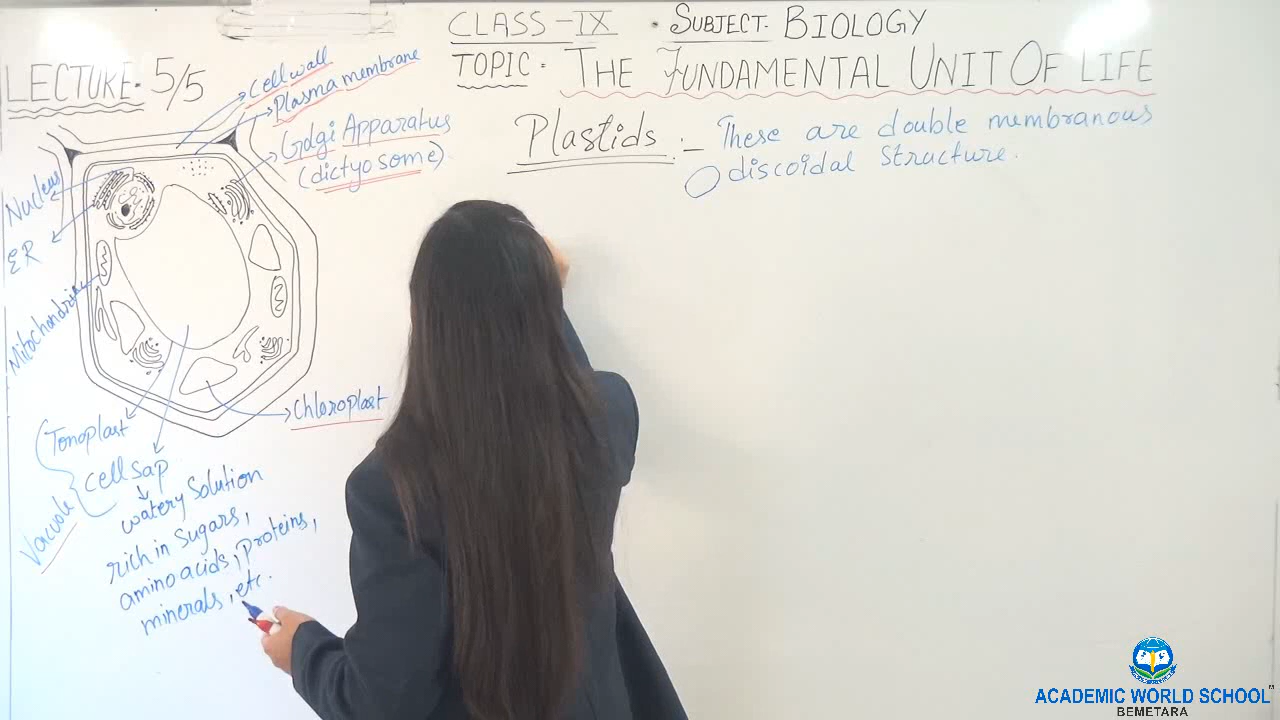 CLASS - IX • SUBJECT. BIOLOGY
TOPIC. THE FUNDAMENTAL UNIT OF LIFE
LECTURE. 5/5
Cell wall
Plasma membrane
Golgi Apparatus
(dictyosome).
Nucleus
ER
Mitochondria
Chloroplast
Tonoplast
cell sap
Vacuole
watery solution
rich in sugars,
amino acids, proteins,
minerals, etc.
Plastids :- These are double membranous
discoidal structure.
ACADEMIC WORLD SCHOOL™
BEMETARA